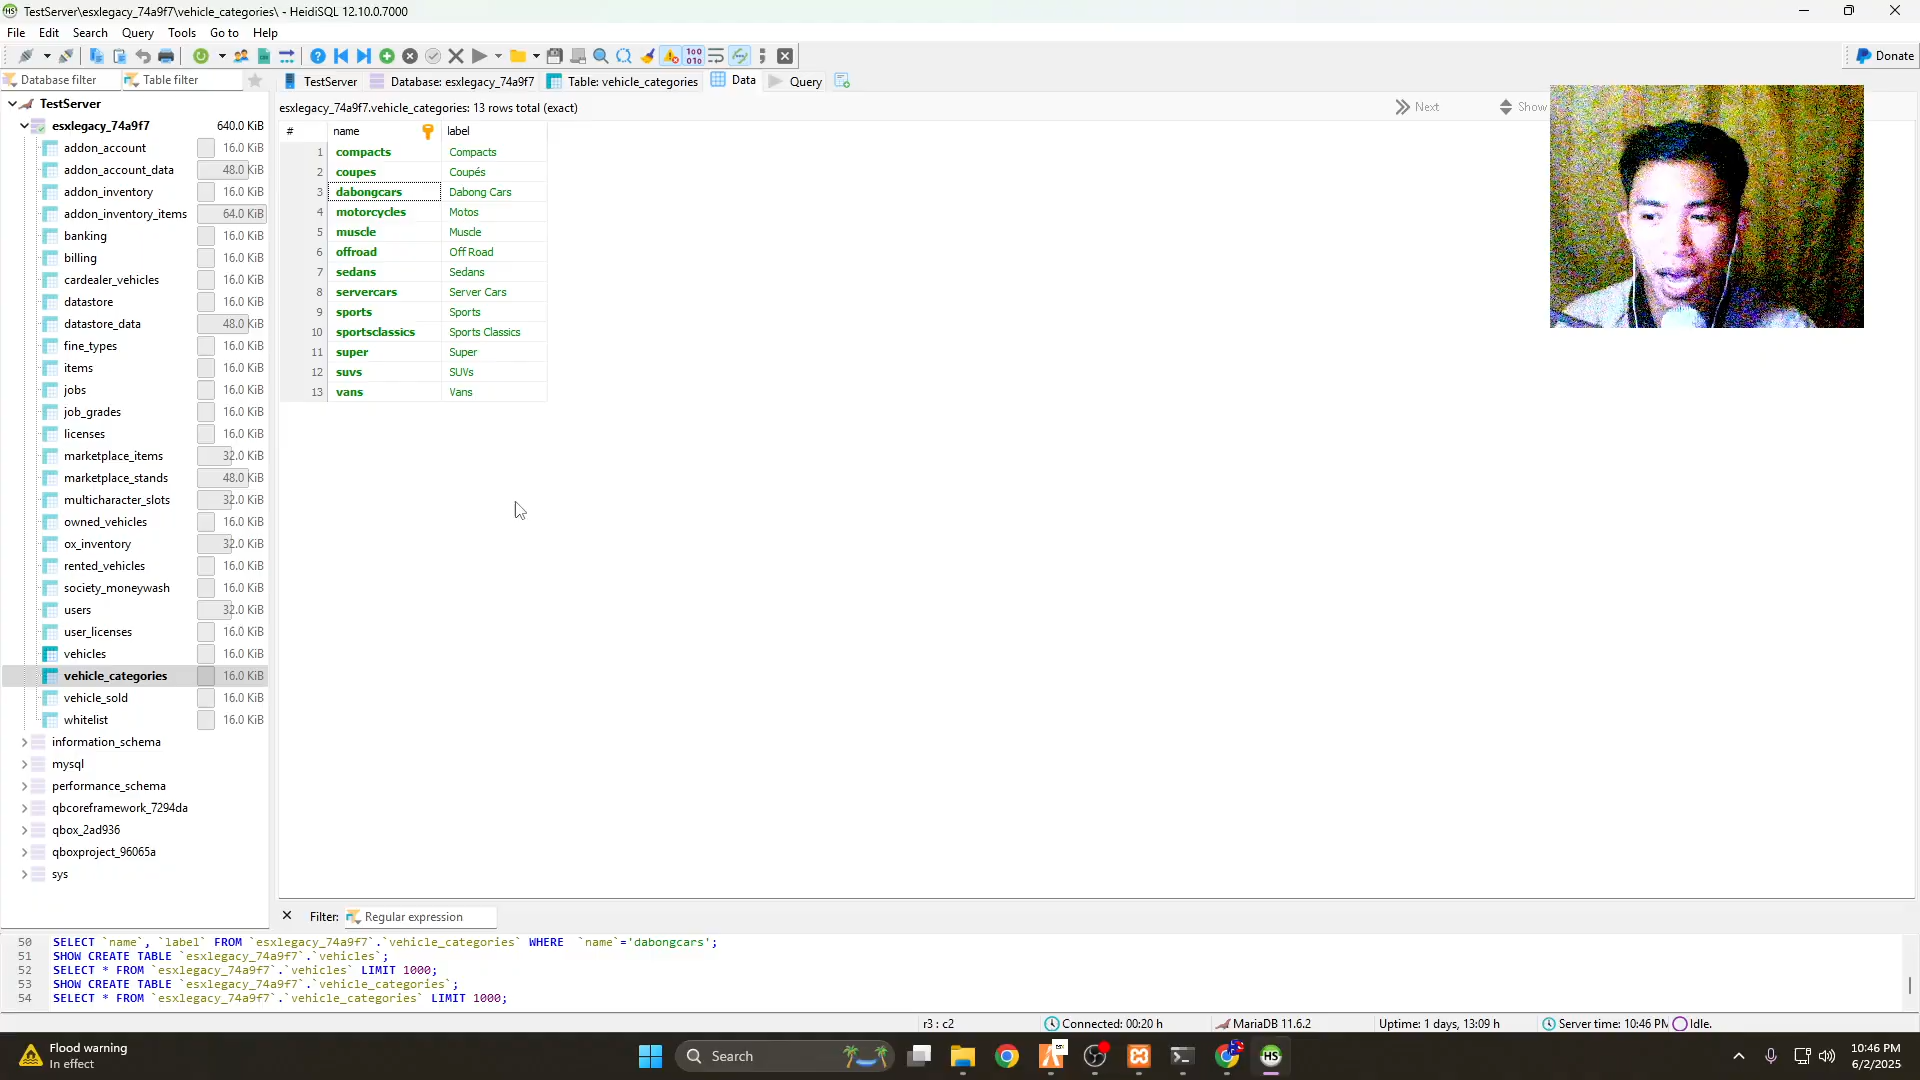 TestServer\esxlegacy_74a9f7\vehicle_categories\ - HeidiSQL 12.10.0.7000
File Edit Search Query Tools Go to Help
Donate
Database filter Table filter TestServer Database: esxlegacy_74a9f7 Table: vehicle_categories Data Query
TestServer
esxlegacy_74a9f7 640.0 KiB
addon_account 16.0 KiB
addon_account_data 48.0 KiB
addon_inventory 16.0 KiB
addon_inventory_items 64.0 KiB
banking 16.0 KiB
billing 16.0 KiB
cardealer_vehicles 16.0 KiB
datastore 16.0 KiB
datastore_data 48.0 KiB
fine_types 16.0 KiB
items 16.0 KiB
jobs 16.0 KiB
job_grades 16.0 KiB
licenses 16.0 KiB
marketplace_items 32.0 KiB
marketplace_stands 48.0 KiB
multicharacter_slots 32.0 KiB
owned_vehicles 16.0 KiB
ox_inventory 32.0 KiB
rented_vehicles 16.0 KiB
society_moneywash 16.0 KiB
users 32.0 KiB
user_licenses 16.0 KiB
vehicles 16.0 KiB
vehicle_categories 16.0 KiB
vehicle_sold 16.0 KiB
whitelist 16.0 KiB
information_schema
mysql
performance_schema
qbcoreframework_7294da
qbox_2ad936
qboxproject_96065a
sys
esxlegacy_74a9f7.vehicle_categories: 13 rows total (exact) Next Show
# name label
1 compacts Compacts
2 coupes Coupés
3 dabongcars Dabong Cars
4 motorcycles Motos
5 muscle Muscle
6 offroad Off Road
7 sedans Sedans
8 servercars Server Cars
9 sports Sports
10 sportsclassics Sports Classics
11 super Super
12 suvs SUVs
13 vans Vans
Filter: Regular expression
50 SELECT `name`, `label` FROM `esxlegacy_74a9f7`.`vehicle_categories` WHERE `name`='dabongcars';
51 SHOW CREATE TABLE `esxlegacy_74a9f7`.`vehicles`;
52 SELECT * FROM `esxlegacy_74a9f7`.`vehicles` LIMIT 1000;
53 SHOW CREATE TABLE `esxlegacy_74a9f7`.`vehicle_categories`;
54 SELECT * FROM `esxlegacy_74a9f7`.`vehicle_categories` LIMIT 1000;
r3 : c2 Connected: 00:20 h MariaDB 11.6.2 Uptime: 1 days, 13:09 h Server time: 10:46 PM Idle.
Flood warning
In effect
Search
10:46 PM
6/2/2025